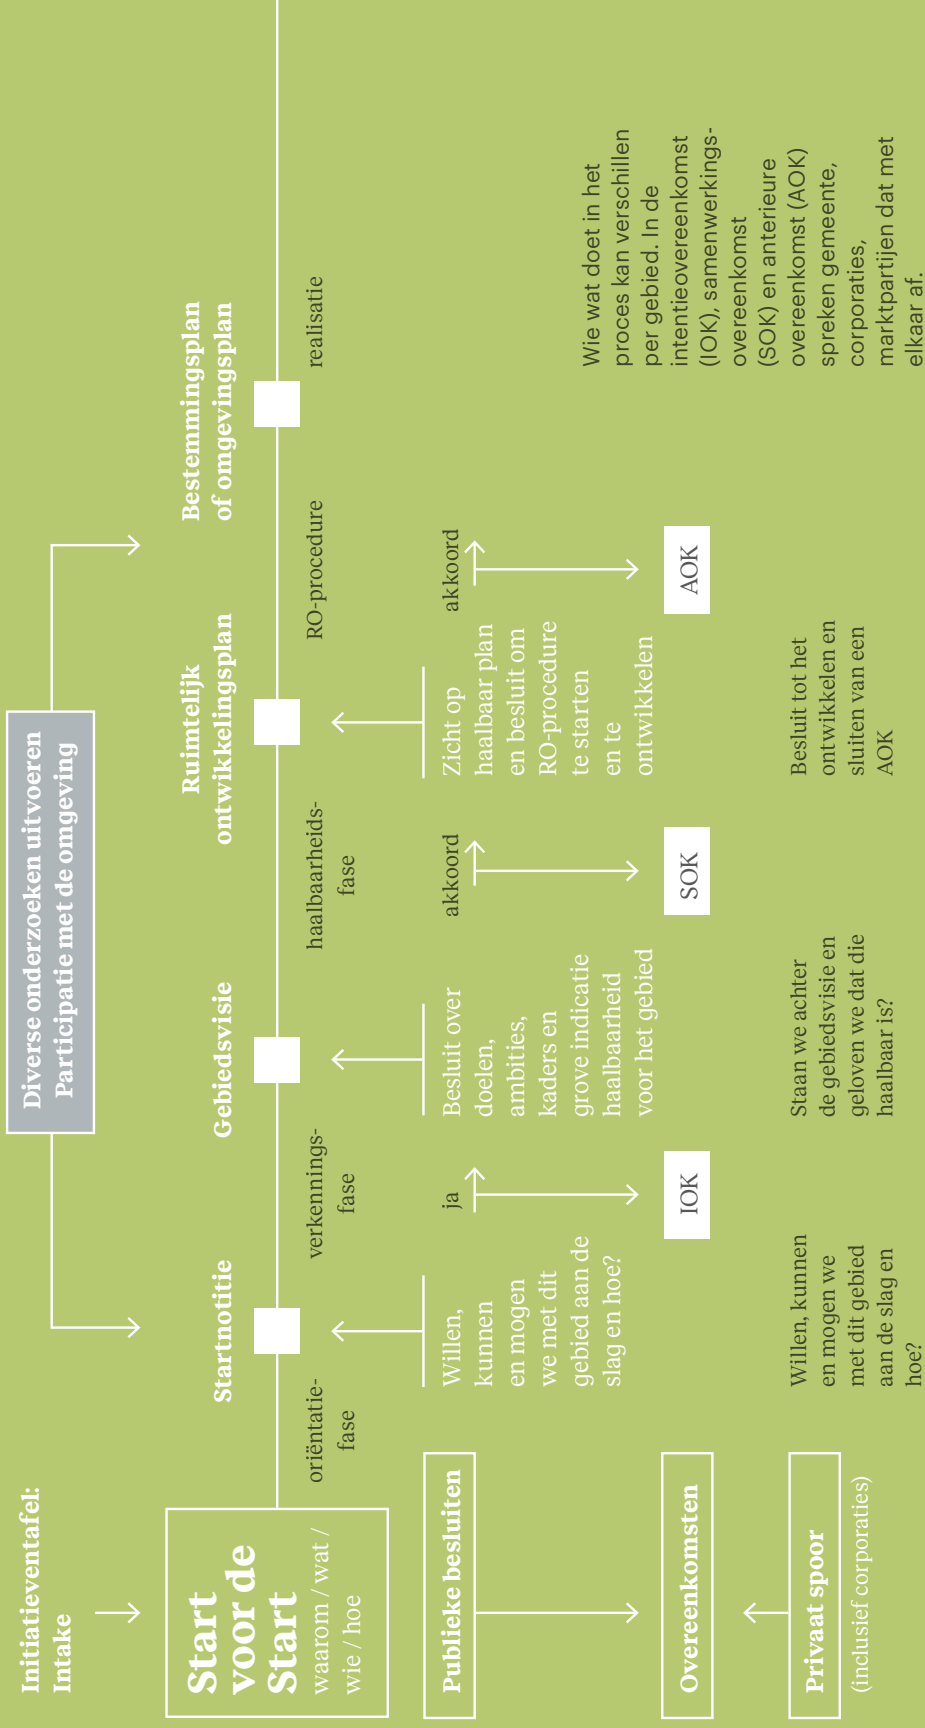 Initiatieventafel:
Intake
Diverse onderzoeken uitvoeren
Participatie met de omgeving
Start
voor de
Start
waarom / wat /
wie / hoe
oriëntatie-
fase
Startnotitie
verkennings-
fase
Gebiedsvisie
haalbaarheids-
fase
Ruimtelijk
ontwikkelingsplan
RO-procedure
Bestemmingsplan
of omgevingsplan
realisatie
Publieke besluiten
Willen,
kunnen
en mogen
we met dit
gebied aan de
slag en hoe?
ja
Besluit over
doelen,
ambities,
kaders en
grove indicatie
haalbaarheid
voor het gebied
akkoord
Zicht op
haalbaar plan
en besluit om
RO-procedure
te starten
en te
ontwikkelen
akkoord
Overeenkomsten
IOK
SOK
AOK
Privaat spoor
(inclusief corporaties)
Willen, kunnen
en mogen we
met dit gebied
aan de slag en
hoe?
Staan we achter
de gebiedsvisie en
geloven we dat die
haalbaar is?
Besluit tot het
ontwikkelen en
sluiten van een
AOK
Wie wat doet in het
proces kan verschillen
per gebied. In de
intentieovereenkomst
(IOK), samenwerkings-
overeenkomst
(SOK) en anterieure
overeenkomst (AOK)
spreken gemeente,
corporaties,
marktpartijen dat met
elkaar af.